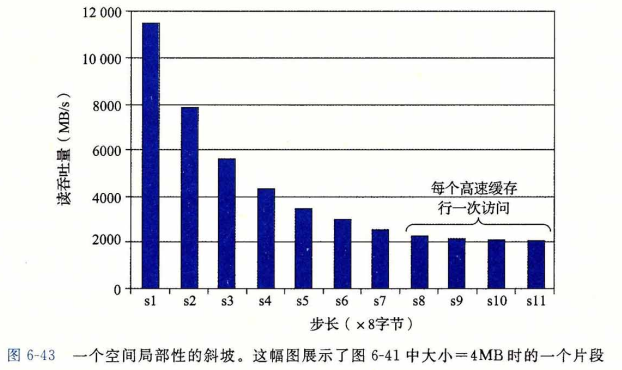 12 000
10 000
8000
6000
4000
2000
0
读吞吐量（MB/s）
每个高速缓存
行一次访问
s1 s2 s3 s4 s5 s6 s7 s8 s9 s10 s11
步长（×8字节）
图 6-43 一个空间局部性的斜坡。这幅图展示了图 6-41 中大小=4MB 时的一个片段